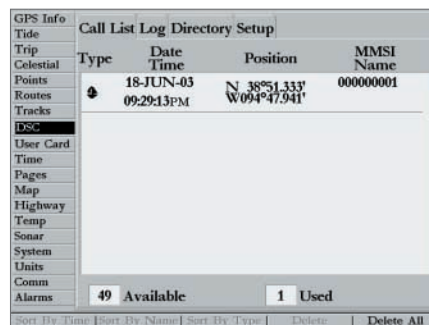 GPS Info
Tide
Trip
Celestial
Points
Routes
Tracks
DSC
User Card
Time
Pages
Map
Highway
Temp
Sonar
System
Units
Comm
Alarms
Call List Log Directory Setup
Type Date Time Position MMSI Name
18-JUN-03 N 38°51.333' 000000001
09:29:13PM W094°47.941'
49 Available 1 Used
Sort By Time Sort By Name Sort By Type Delete Delete All